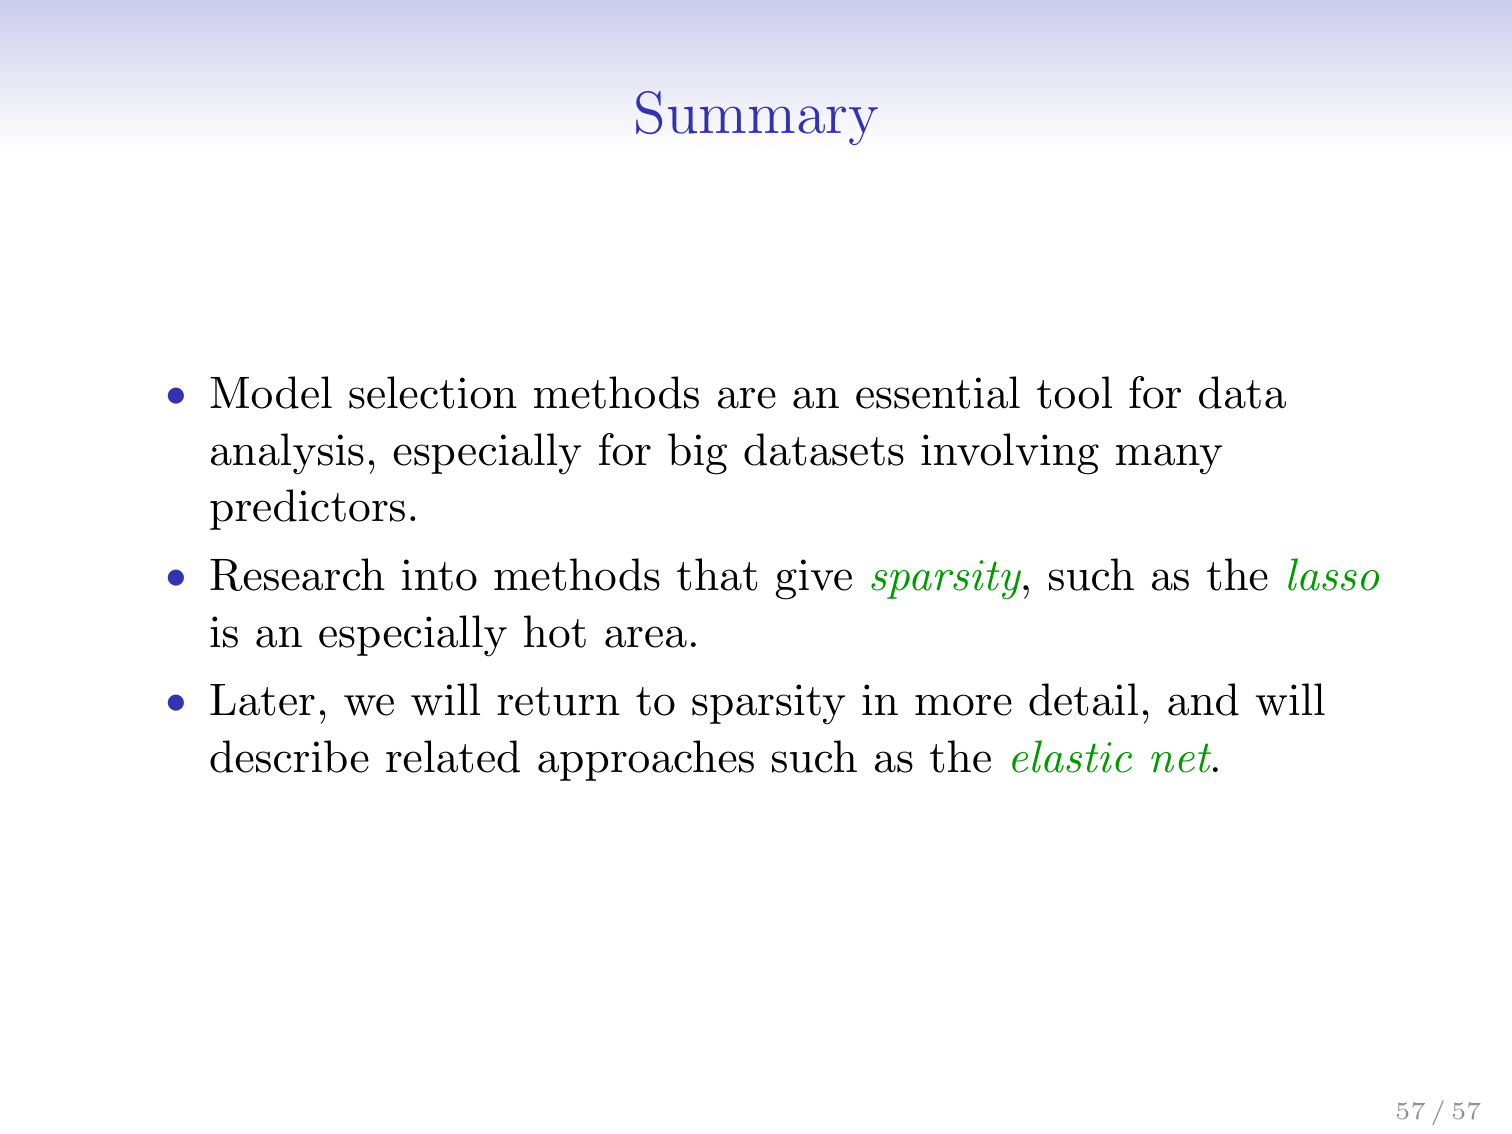 Summary
• Model selection methods are an essential tool for data
analysis, especially for big datasets involving many
predictors.
• Research into methods that give sparsity, such as the lasso
is an especially hot area.
• Later, we will return to sparsity in more detail, and will
describe related approaches such as the elastic net.
57 / 57